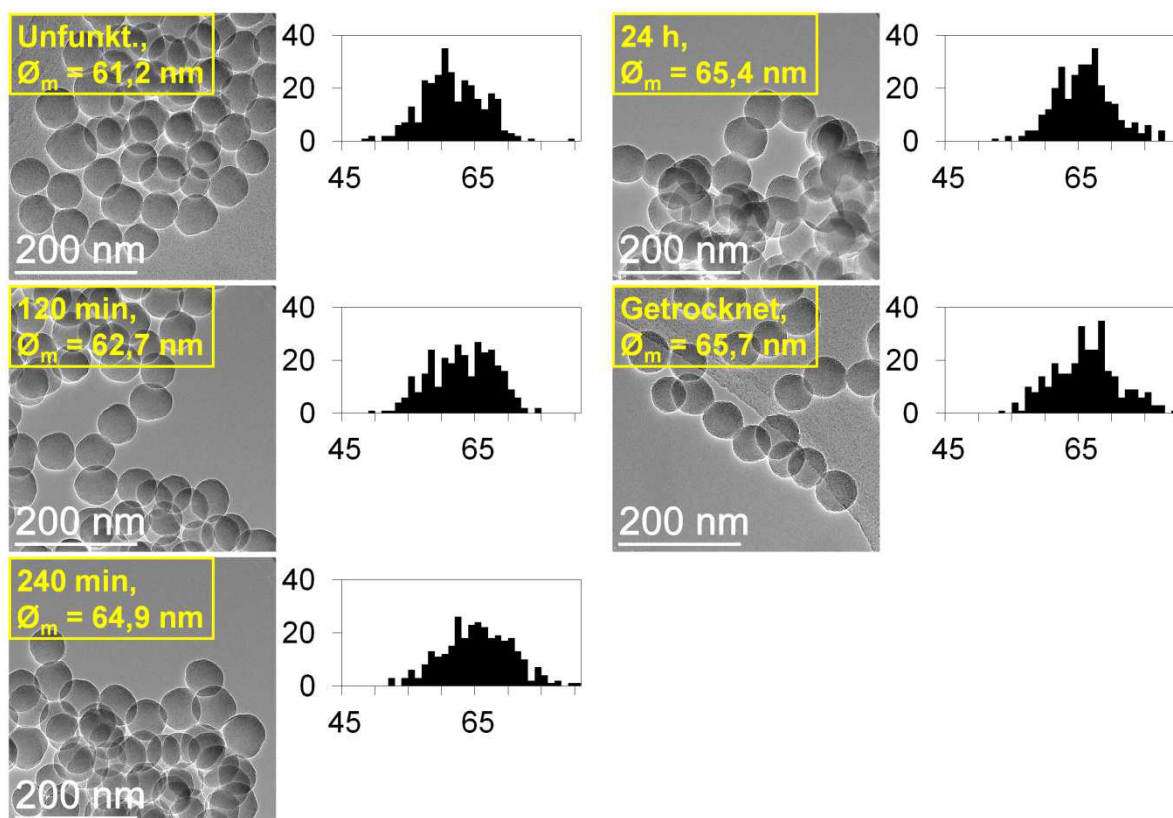 Unfunkt.,
Øm = 61,2 nm
200 nm
40
20
0
45 65
24 h,
Øm = 65,4 nm
200 nm
40
20
0
45 65
120 min,
Øm = 62,7 nm
200 nm
40
20
0
45 65
Getrocknet,
Øm = 65,7 nm
200 nm
40
20
0
45 65
240 min,
Øm = 64,9 nm
200 nm
40
20
0
45 65